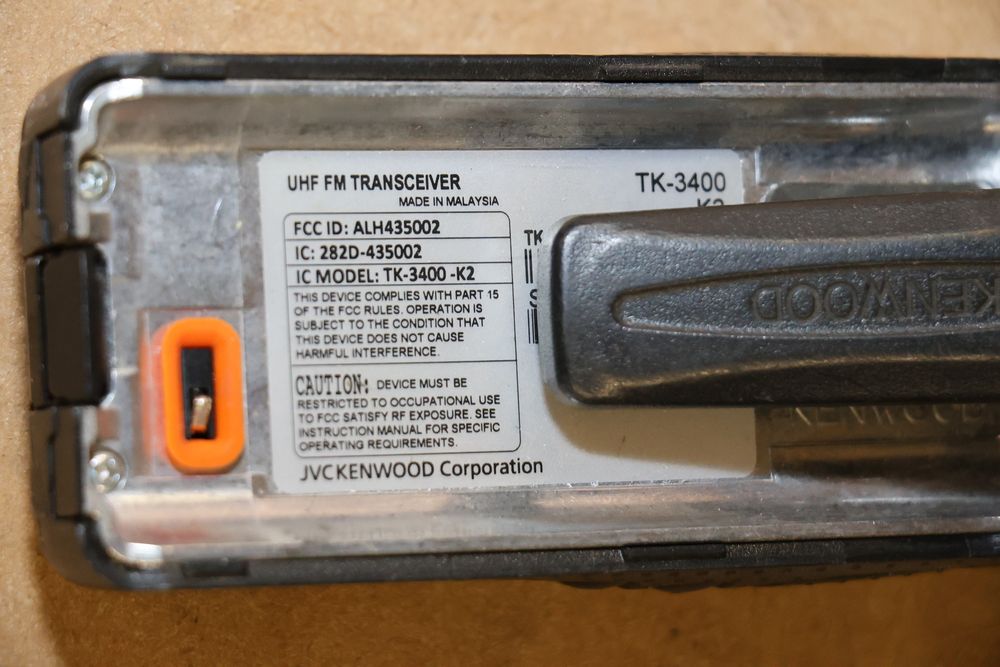 UHF FM TRANSCEIVER
MADE IN MALAYSIA
TK-3400
K2
FCC ID: ALH435002
IC: 282D-435002
IC MODEL: TK-3400 -K2
THIS DEVICE COMPLIES WITH PART 15
OF THE FCC RULES. OPERATION IS
SUBJECT TO THE CONDITION THAT
THIS DEVICE DOES NOT CAUSE
HARMFUL INTERFERENCE.
CAUTION: DEVICE MUST BE
RESTRICTED TO OCCUPATIONAL USE
TO FCC SATISFY RF EXPOSURE. SEE
INSTRUCTION MANUAL FOR SPECIFIC
OPERATING REQUIREMENTS.
JVCKENWOOD Corporation
TK
KENWOOD
KENWOOD